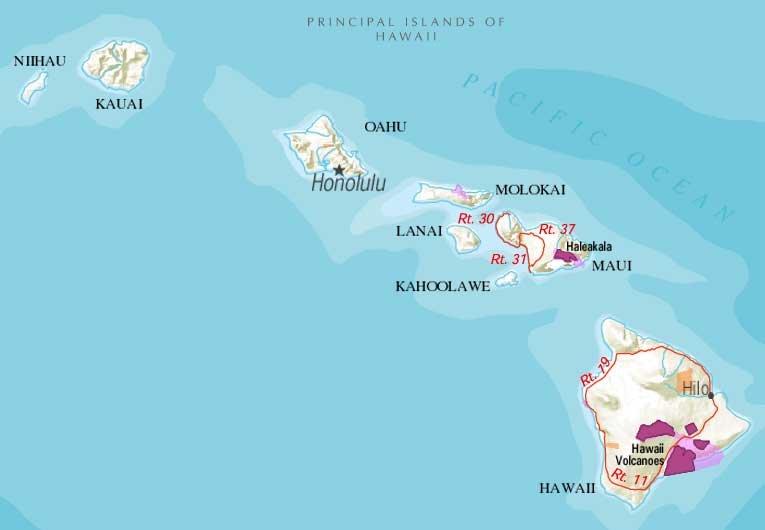 PRINCIPAL ISLANDS OF
HAWAII
NIIHAU
KAUAI
PACIFIC OCEAN
OAHU
Honolulu
MOLOKAI
Rt. 30
Rt. 37
LANAI
Haleakala
Rt. 31
MAUI
KAHOOLAWE
Rt. 19
Hilo
Hawaii
Volcanoes
Rt. 11
HAWAII